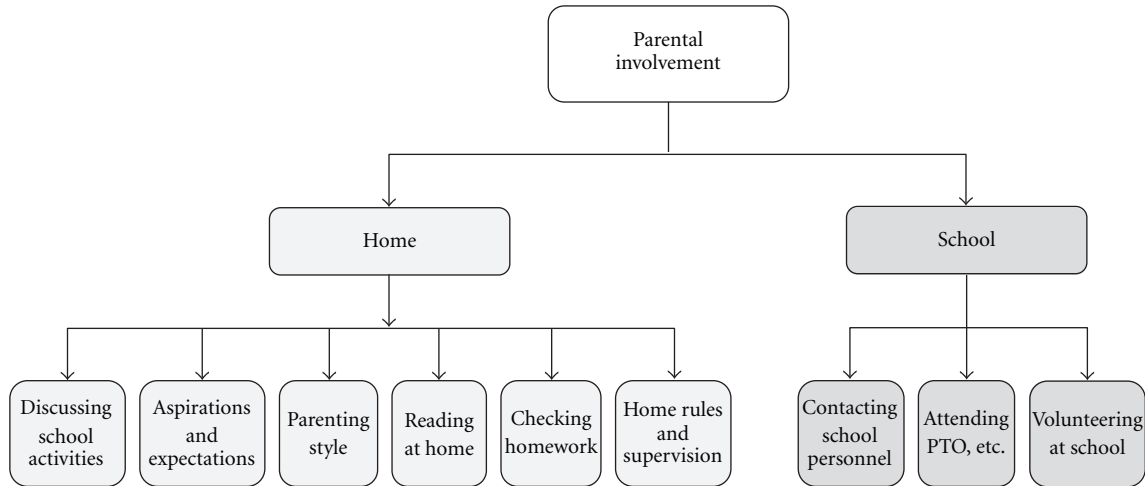 Parental
involvement
Home
School
Discussing
school
activities
Aspirations
and
expectations
Parenting
style
Reading
at home
Checking
homework
Home rules
and
supervision
Contacting
school
personnel
Attending
PTO, etc.
Volunteering
at school